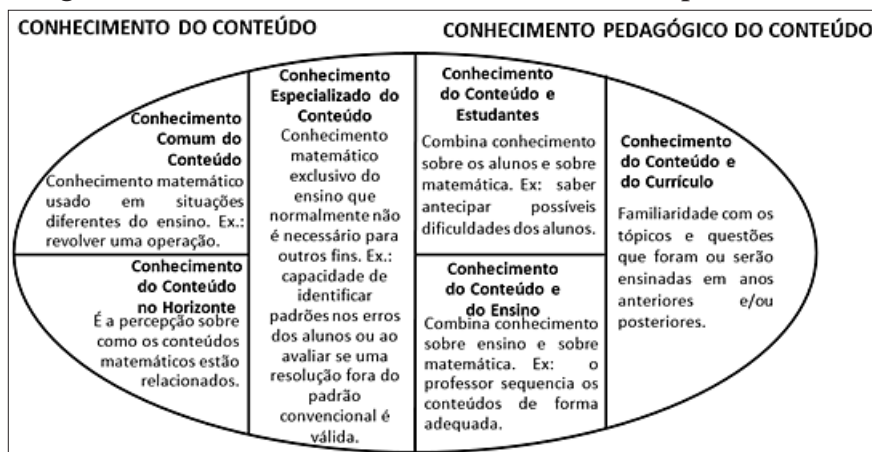 CONHECIMENTO DO CONTEÚDO
CONHECIMENTO PEDAGÓGICO DO CONTEÚDO
Conhecimento
Comum do
Conteúdo
Conhecimento matemático
usado em situações
diferentes do ensino. Ex.:
revolver uma operação.
Conhecimento
do Conteúdo
no Horizonte
É a percepção sobre
como os conteúdos
matemáticos estão
relacionados.
Conhecimento
Especializado do
Conteúdo
Conhecimento
matemático
exclusivo do
ensino que
normalmente não
é necessário para
outros fins. Ex.:
capacidade de
identificar
padrões nos erros
dos alunos ou ao
avaliar se uma
resolução fora do
padrão
convencional é
válida.
Conhecimento
do Conteúdo e
Estudantes
Combina conhecimento
sobre os alunos e sobre
matemática. Ex: saber
antecipar possíveis
dificuldades dos alunos.
Conhecimento
do Conteúdo e
do Ensino
Combina conhecimento
sobre ensino e sobre
matemática. Ex: o
professor sequencia os
conteúdos de forma
adequada.
Conhecimento
do Conteúdo e
do Currículo
Familiaridade com os
tópicos e questões
que foram ou serão
ensinadas em anos
anteriores e/ou
posteriores.